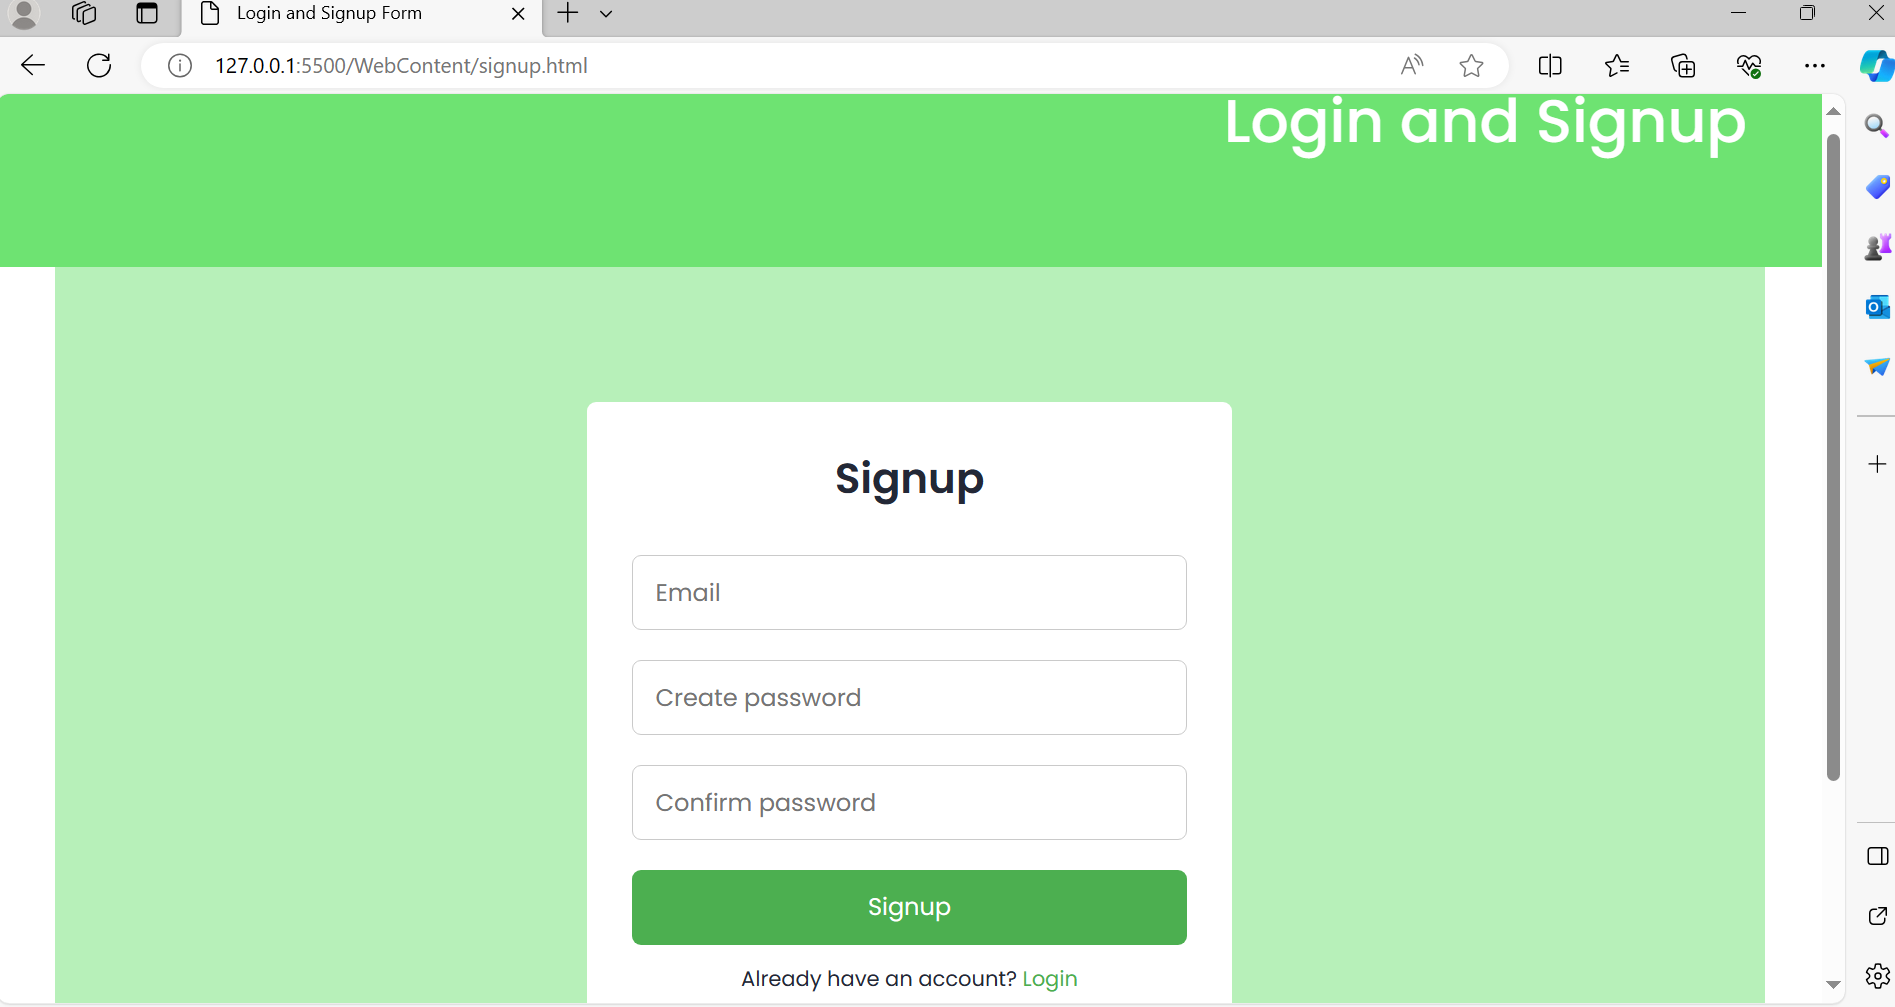 Login and Signup Form
127.0.0.1:5500/WebContent/signup.html
Login and Signup
Signup
Email
Create password
Confirm password
Signup
Already have an account? Login